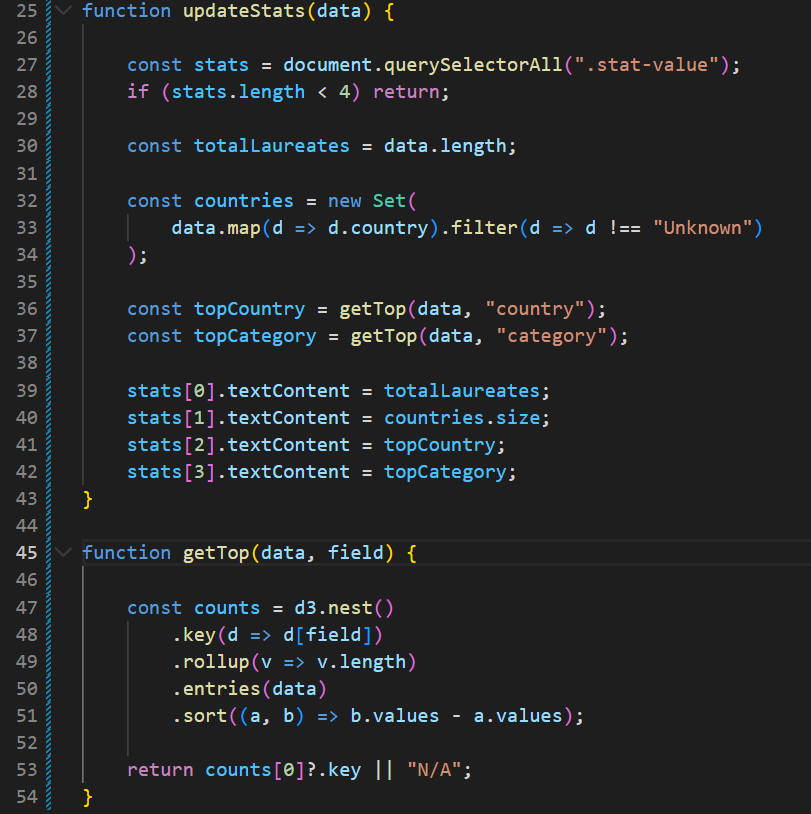 25 function updateStats(data) {
26
27     const stats = document.querySelectorAll(".stat-value");
28     if (stats.length < 4) return;
29
30     const totalLaureates = data.length;
31
32     const countries = new Set(
33         data.map(d => d.country).filter(d => d !== "Unknown")
34     );
35
36     const topCountry = getTop(data, "country");
37     const topCategory = getTop(data, "category");
38
39     stats[0].textContent = totalLaureates;
40     stats[1].textContent = countries.size;
41     stats[2].textContent = topCountry;
42     stats[3].textContent = topCategory;
43 }
44
45 function getTop(data, field) {
46
47     const counts = d3.nest()
48         .key(d => d[field])
49         .rollup(v => v.length)
50         .entries(data)
51         .sort((a, b) => b.values - a.values);
52
53     return counts[0]?.key || "N/A";
54 }